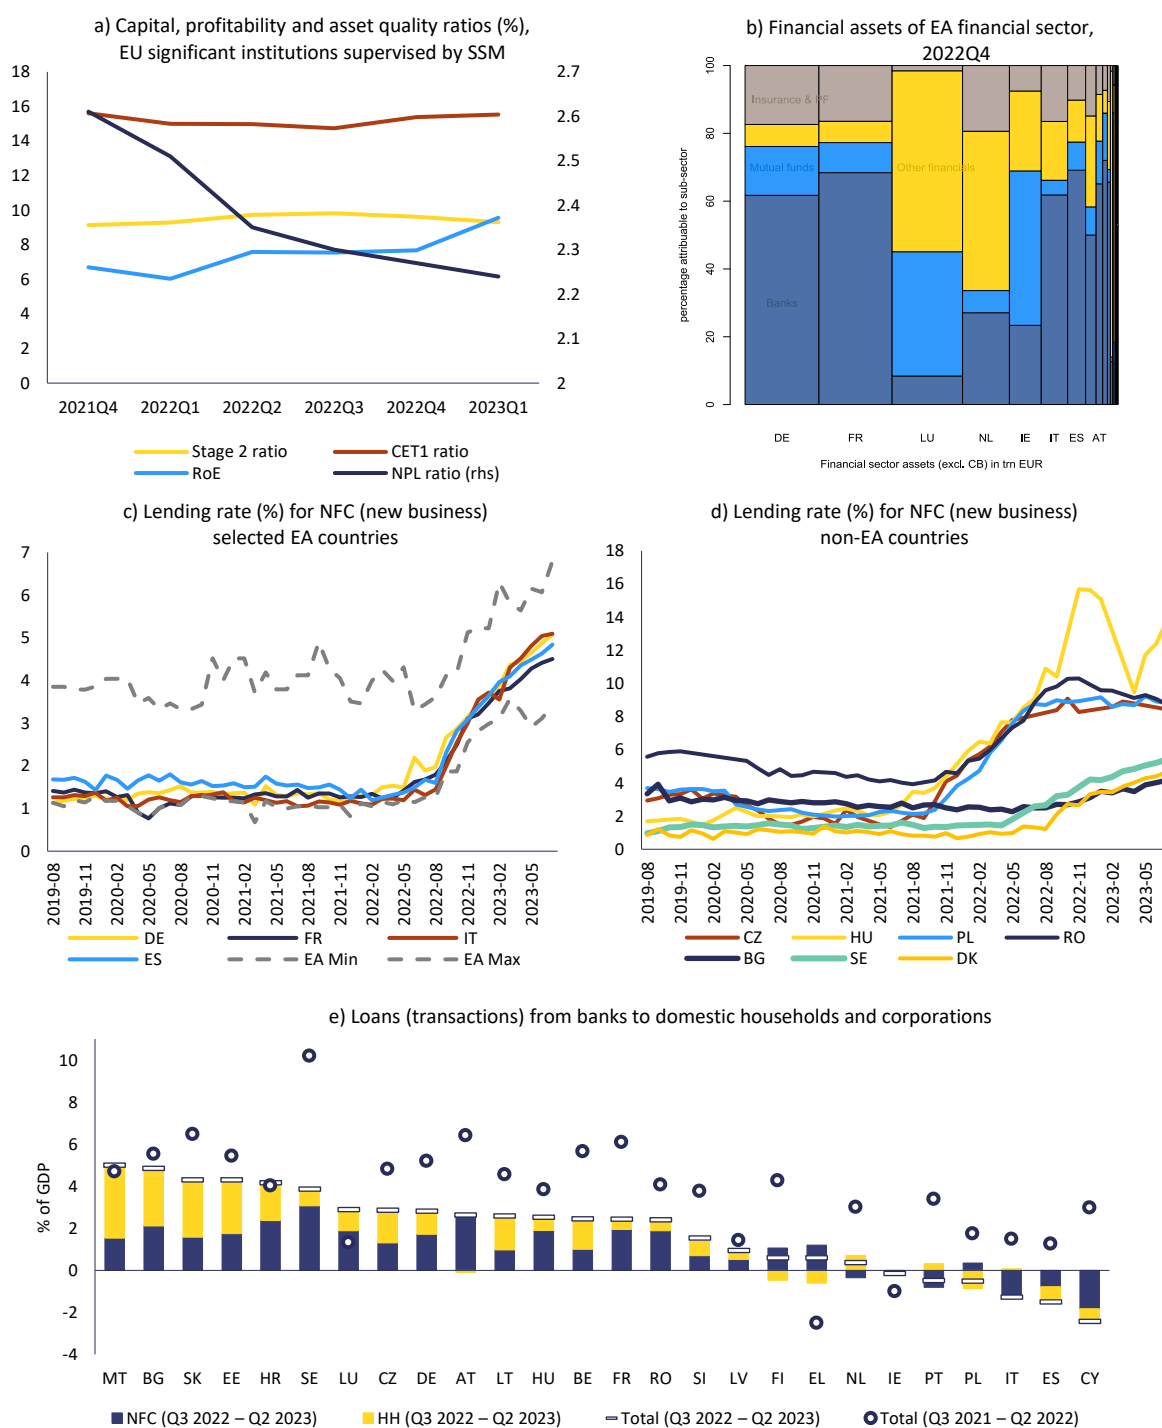 a) Capital, profitability and asset quality ratios (%),
EU significant institutions supervised by SSM
18
16
14
12
10
8
6
4
2
0
2.7
2.6
2.5
2.4
2.3
2.2
2.1
2
2021Q4 2022Q1 2022Q2 2022Q3 2022Q4 2023Q1
Stage 2 ratio CET1 ratio
RoE NPL ratio (rhs)
b) Financial assets of EA financial sector,
2022Q4
percentage attribuable to sub-sector
100
80
60
40
20
0
Insurance & PF
Mutual funds
Other financials
Banks
DE FR LU NL IE IT ES AT
Financial sector assets (excl. CB) in trn EUR
c) Lending rate (%) for NFC (new business)
selected EA countries
7
6
5
4
3
2
1
0
2019-08 2019-11 2020-02 2020-05 2020-08 2020-11 2021-02 2021-05 2021-08 2021-11 2022-02 2022-05 2022-08 2022-11 2023-02 2023-05
DE FR IT
ES EA Min EA Max
d) Lending rate (%) for NFC (new business)
non-EA countries
18
16
14
12
10
8
6
4
2
0
2019-08 2019-11 2020-02 2020-05 2020-08 2020-11 2021-02 2021-05 2021-08 2021-11 2022-02 2022-05 2022-08 2022-11 2023-02 2023-05
CZ HU PL RO
BG SE DK
e) Loans (transactions) from banks to domestic households and corporations
% of GDP
10
8
6
4
2
0
-2
-4
MT BG SK EE HR SE LU CZ DE AT LT HU BE FR RO SI LV FI EL NL IE PT PL IT ES CY
NFC (Q3 2022 – Q2 2023) HH (Q3 2022 – Q2 2023) Total (Q3 2022 – Q2 2023) Total (Q3 2021 – Q2 2022)